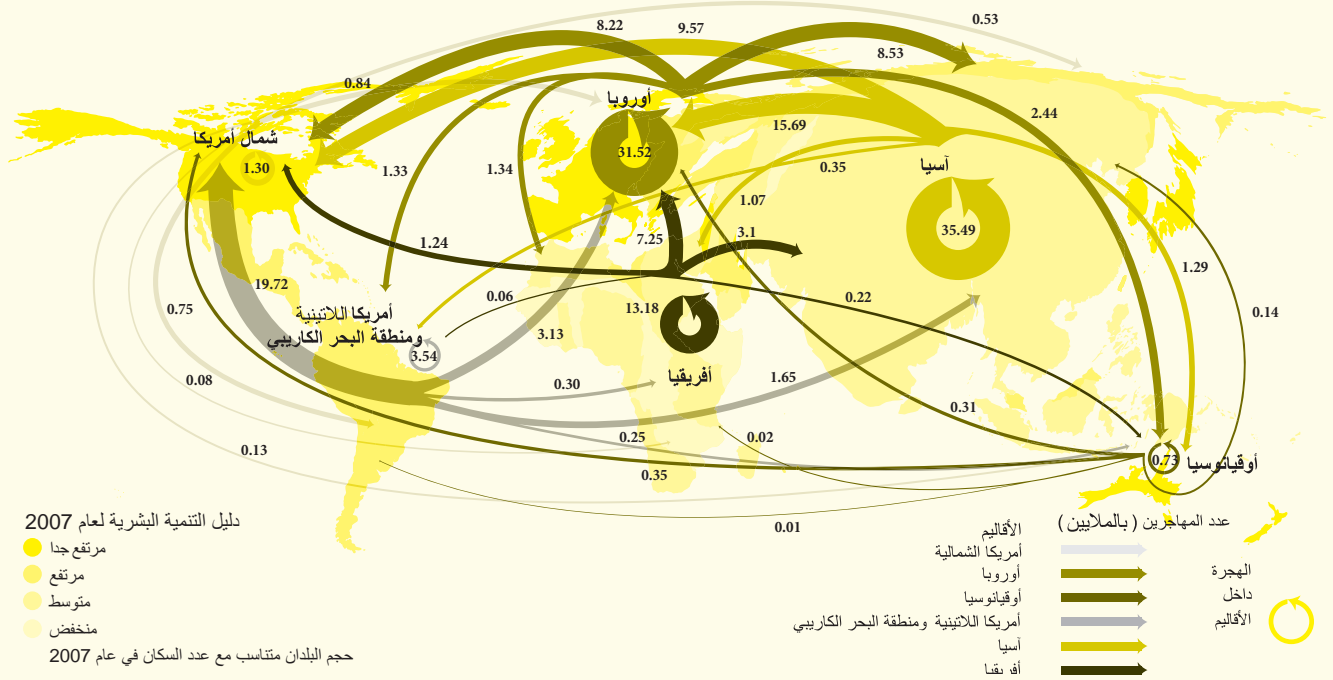 0.53
8.22
9.57
8.53
0.84
أوروبا
15.69
2.44
شمال أمريكا
1.30
31.52
آسيا
1.33
1.34
0.35
1.07
35.49
7.25
3.1
1.24
1.29
19.72
0.06
0.22
0.14
0.75
أمريكا اللاتينية
ومنطقة البحر الكاريبي
3.54
3.13
13.18
أفريقيا
0.08
0.30
1.65
0.31
0.13
0.25
0.02
0.35
0.73
أوقيانوسيا
0.01
دليل التنمية البشرية لعام 2007
مرتفع جدا
مرتفع
متوسط
منخفض
حجم البلدان متناسب مع عدد السكان في عام 2007
عدد المهاجرين (بالملايين)
الأقاليم
أمريكا الشمالية
أوروبا
أوقيانوسيا
أمريكا اللاتينية ومنطقة البحر الكاريبي
آسيا
أفريقيا
الهجرة
داخل
الأقاليم